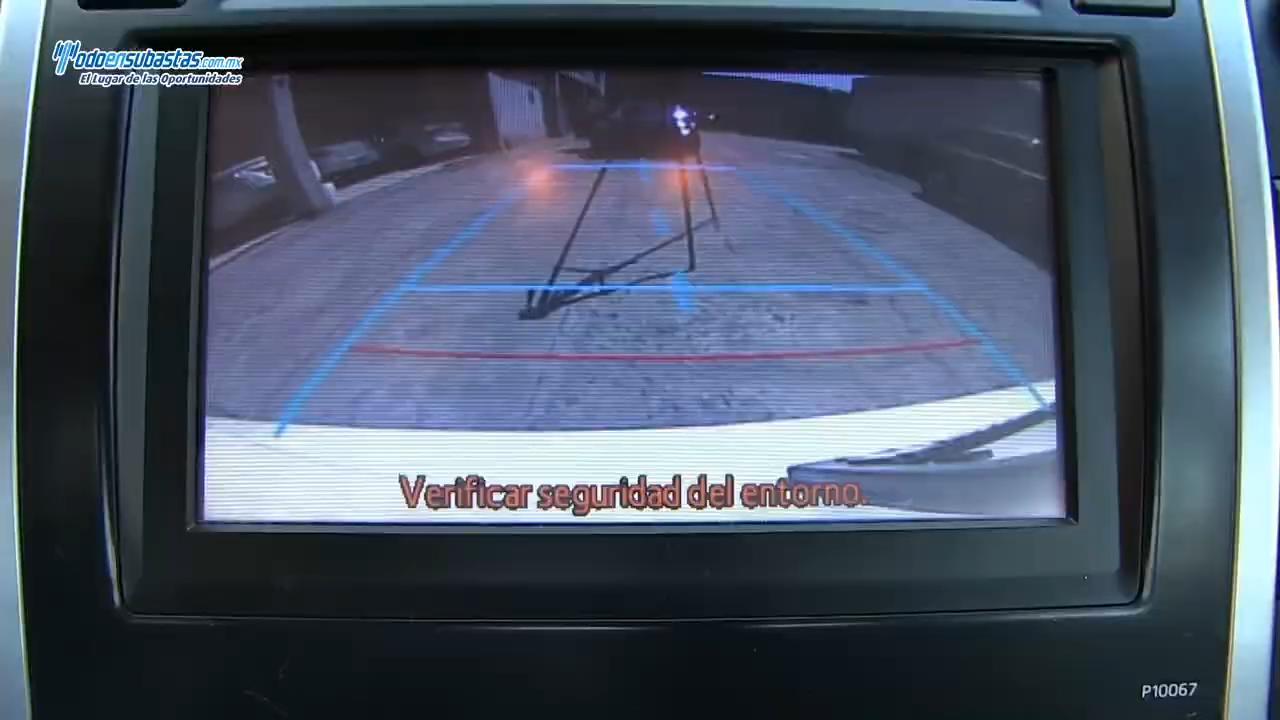 Todoensubastas.com.mx
El Lugar de las Oportunidades
Verificar seguridad del entorno.
P10067